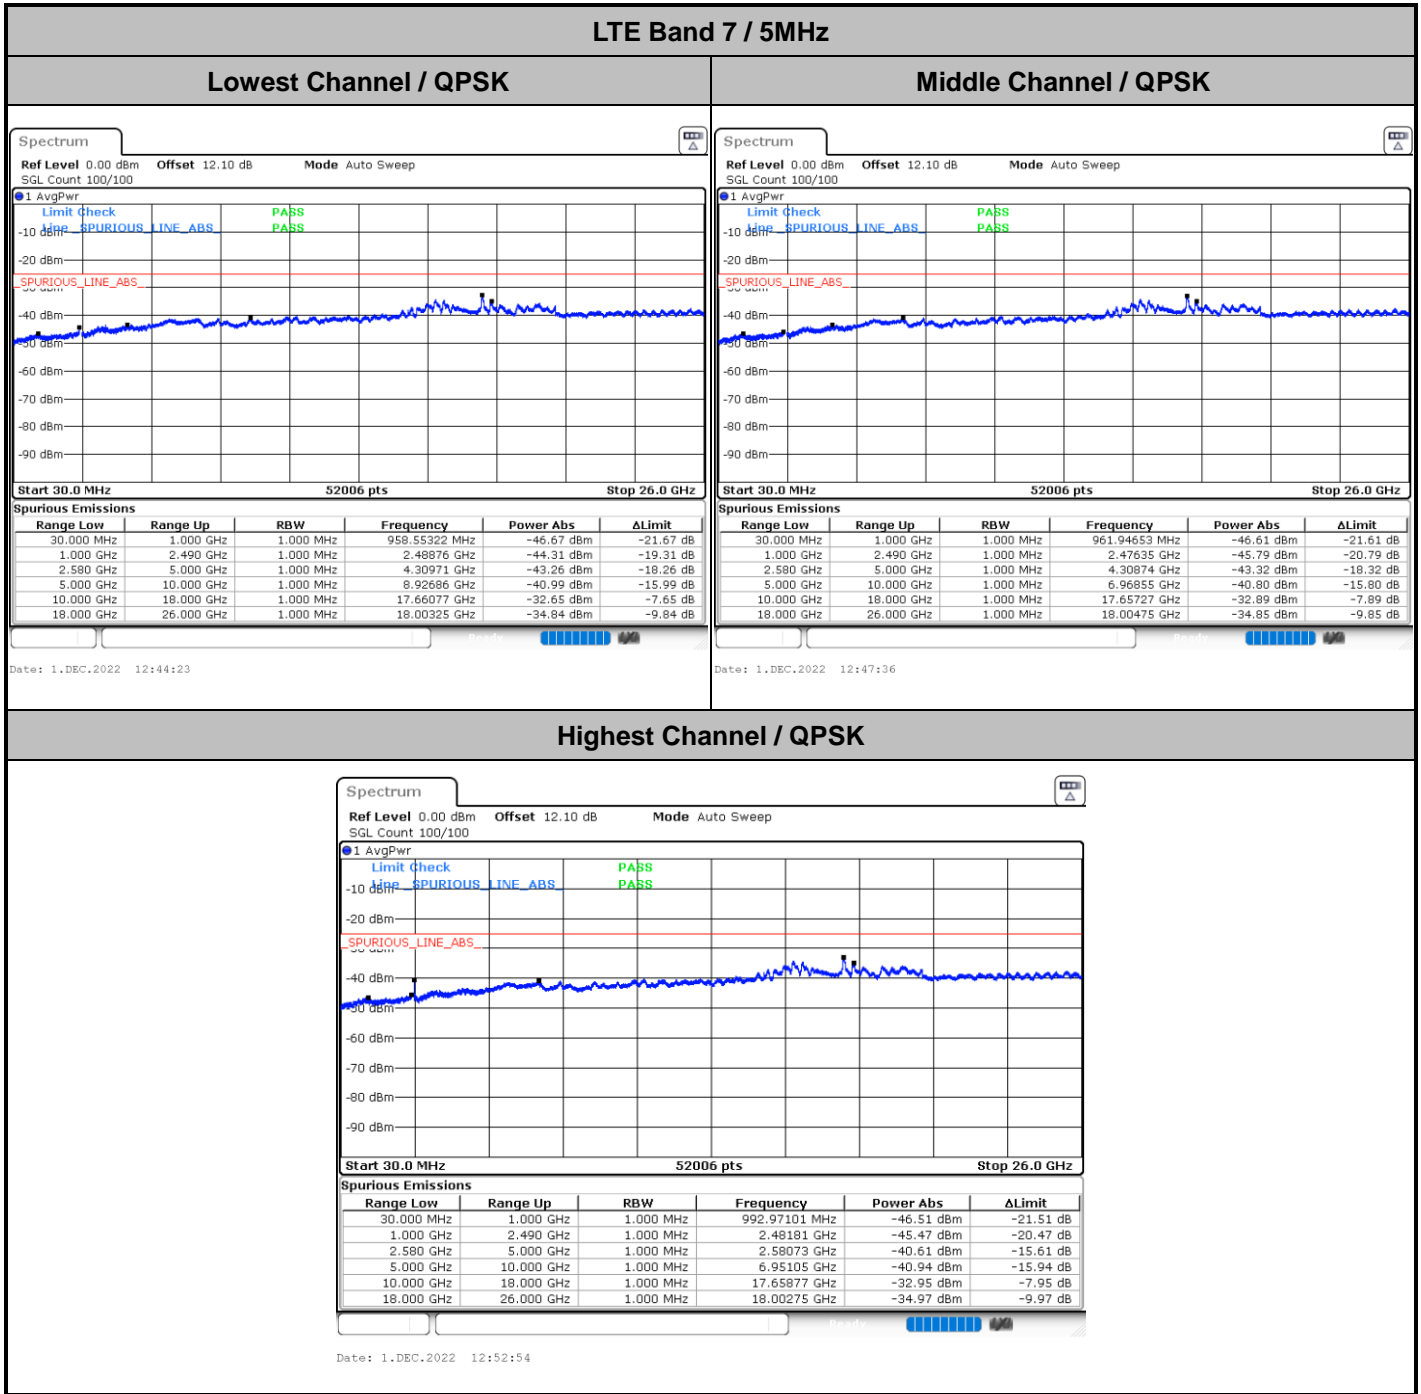 LTE Band 7 / 5MHz
Lowest Channel / QPSK
Middle Channel / QPSK
Spectrum
Ref Level 0.00 dBm Offset 12.10 dB Mode Auto Sweep
SGL Count 100/100
1 AvgPwr
Limit Check PASS
Line _SPURIOUS_LINE_ABS_ PASS
-10 dBm
-20 dBm
_SPURIOUS_LINE_ABS_
-30 dBm
-40 dBm
-50 dBm
-60 dBm
-70 dBm
-80 dBm
-90 dBm
Start 30.0 MHz 52006 pts Stop 26.0 GHz
Spurious Emissions
Range Low Range Up RBW Frequency Power Abs ΔLimit
30.000 MHz 1.000 GHz 1.000 MHz 958.55322 MHz -46.67 dBm -21.67 dB
1.000 GHz 2.490 GHz 1.000 MHz 2.48876 GHz -44.31 dBm -19.31 dB
2.580 GHz 5.000 GHz 1.000 MHz 4.30971 GHz -43.26 dBm -18.26 dB
5.000 GHz 10.000 GHz 1.000 MHz 8.92686 GHz -40.99 dBm -15.99 dB
10.000 GHz 18.000 GHz 1.000 MHz 17.66077 GHz -32.65 dBm -7.65 dB
18.000 GHz 26.000 GHz 1.000 MHz 18.00325 GHz -34.84 dBm -9.84 dB
Ready
Date: 1.DEC.2022 12:44:23
Spectrum
Ref Level 0.00 dBm Offset 12.10 dB Mode Auto Sweep
SGL Count 100/100
1 AvgPwr
Limit Check PASS
Line _SPURIOUS_LINE_ABS_ PASS
-10 dBm
-20 dBm
_SPURIOUS_LINE_ABS_
-30 dBm
-40 dBm
-50 dBm
-60 dBm
-70 dBm
-80 dBm
-90 dBm
Start 30.0 MHz 52006 pts Stop 26.0 GHz
Spurious Emissions
Range Low Range Up RBW Frequency Power Abs ΔLimit
30.000 MHz 1.000 GHz 1.000 MHz 961.94653 MHz -46.61 dBm -21.61 dB
1.000 GHz 2.490 GHz 1.000 MHz 2.47635 GHz -45.79 dBm -20.79 dB
2.580 GHz 5.000 GHz 1.000 MHz 4.30874 GHz -43.32 dBm -18.32 dB
5.000 GHz 10.000 GHz 1.000 MHz 6.96855 GHz -40.80 dBm -15.80 dB
10.000 GHz 18.000 GHz 1.000 MHz 17.65727 GHz -32.89 dBm -7.89 dB
18.000 GHz 26.000 GHz 1.000 MHz 18.00475 GHz -34.85 dBm -9.85 dB
Ready
Date: 1.DEC.2022 12:47:36
Highest Channel / QPSK
Spectrum
Ref Level 0.00 dBm Offset 12.10 dB Mode Auto Sweep
SGL Count 100/100
1 AvgPwr
Limit Check PASS
Line _SPURIOUS_LINE_ABS_ PASS
-10 dBm
-20 dBm
_SPURIOUS_LINE_ABS_
-30 dBm
-40 dBm
-50 dBm
-60 dBm
-70 dBm
-80 dBm
-90 dBm
Start 30.0 MHz 52006 pts Stop 26.0 GHz
Spurious Emissions
Range Low Range Up RBW Frequency Power Abs ΔLimit
30.000 MHz 1.000 GHz 1.000 MHz 992.97101 MHz -46.51 dBm -21.51 dB
1.000 GHz 2.490 GHz 1.000 MHz 2.48181 GHz -45.47 dBm -20.47 dB
2.580 GHz 5.000 GHz 1.000 MHz 2.58073 GHz -40.61 dBm -15.61 dB
5.000 GHz 10.000 GHz 1.000 MHz 6.95105 GHz -40.94 dBm -15.94 dB
10.000 GHz 18.000 GHz 1.000 MHz 17.65877 GHz -32.95 dBm -7.95 dB
18.000 GHz 26.000 GHz 1.000 MHz 18.00275 GHz -34.97 dBm -9.97 dB
Ready
Date: 1.DEC.2022 12:52:54